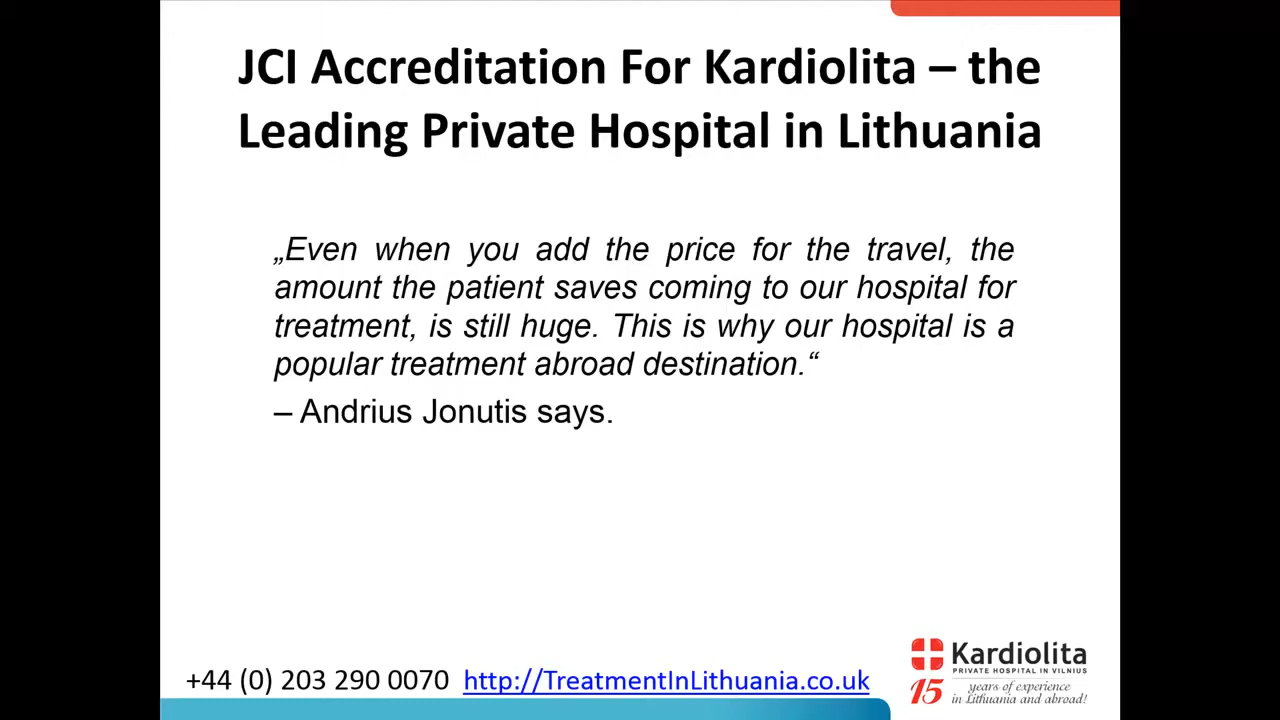 JCI Accreditation For Kardiolita – the
Leading Private Hospital in Lithuania
„Even when you add the price for the travel, the
amount the patient saves coming to our hospital for
treatment, is still huge. This is why our hospital is a
popular treatment abroad destination.“
– Andrius Jonutis says.
+44 (0) 203 290 0070 http://TreatmentInLithuania.co.uk
Kardiolita
PRIVATE HOSPITAL IN VILNIUS
15 years of experience
in Lithuania and abroad!